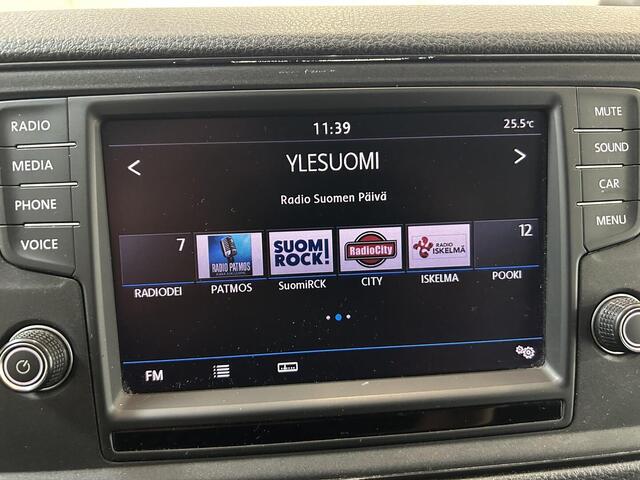 11:39
25.5°C
RADIO
MEDIA
PHONE
VOICE
MUTE
SOUND
CAR
MENU
< YLESUOMI >
Radio Suomen Päivä
7
RADIO PATMOS
SUOMI
ROCK!
RadioCity
RADIO
ISKELMÄ
12
RADIODEI
PATMOS
SuomiRCK
CITY
ISKELMA
POOKI
FM